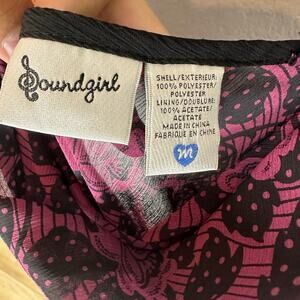 Soundgirl
SHELL/EXTERIEUR:
100% POLYESTER/
POLYESTER
LINING/DOUBLURE:
100% ACETATE/
ACETATE
MADE IN CHINA
FABRIQUE EN CHINE
M